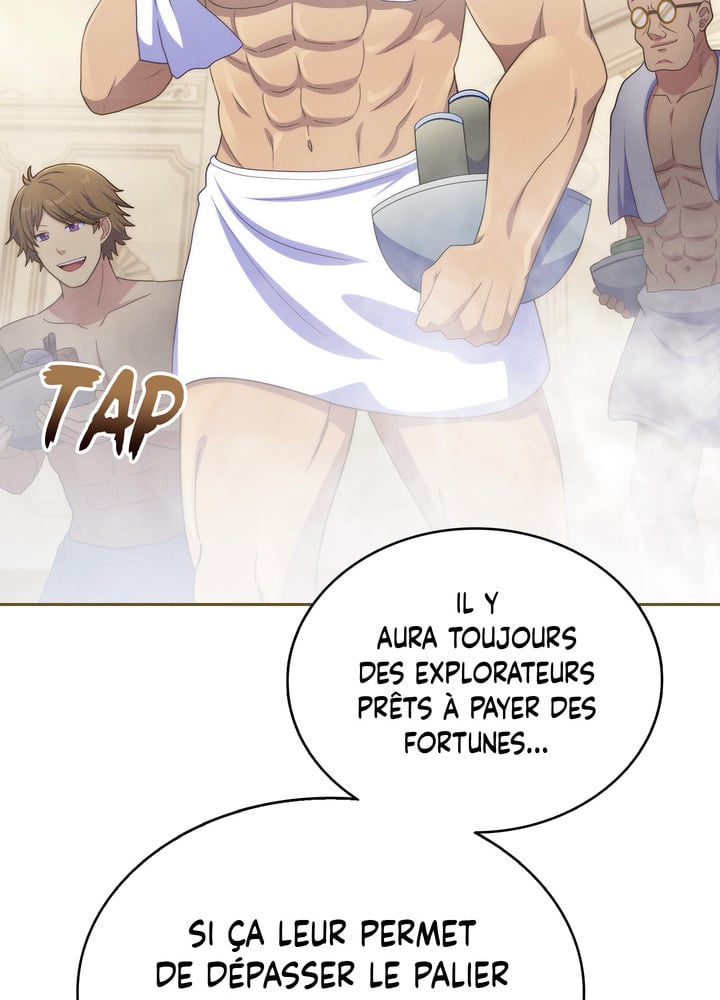 TAP
IL Y
AURA TOUJOURS
DES EXPLORATEURS
PRÊTS À PAYER DES
FORTUNES...
SI ÇA LEUR PERMET
DE DÉPASSER LE PALIER